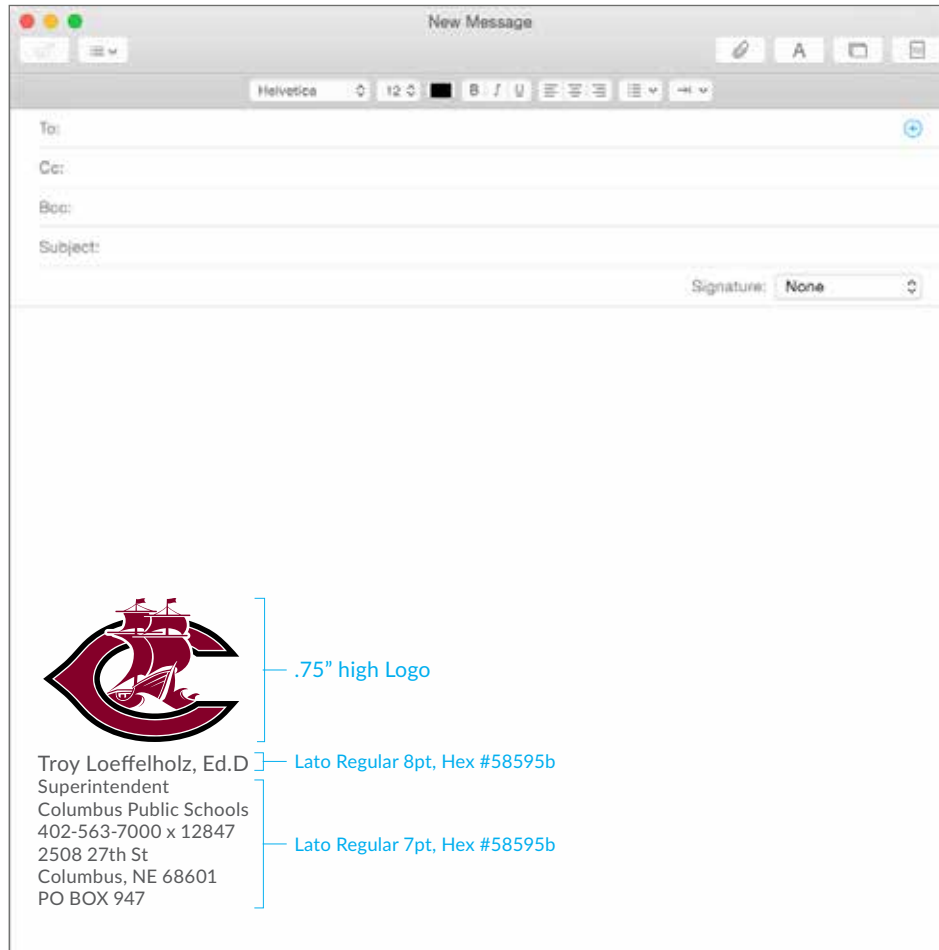 New Message
A
Helvetica 12 B I U
To:
Cc:
Bcc:
Subject:
Signature: None
.75” high Logo
Troy Loeffelholz, Ed.D
Lato Regular 8pt, Hex #58595b
Superintendent
Columbus Public Schools
402-563-7000 x 12847
2508 27th St
Columbus, NE 68601
PO BOX 947
Lato Regular 7pt, Hex #58595b